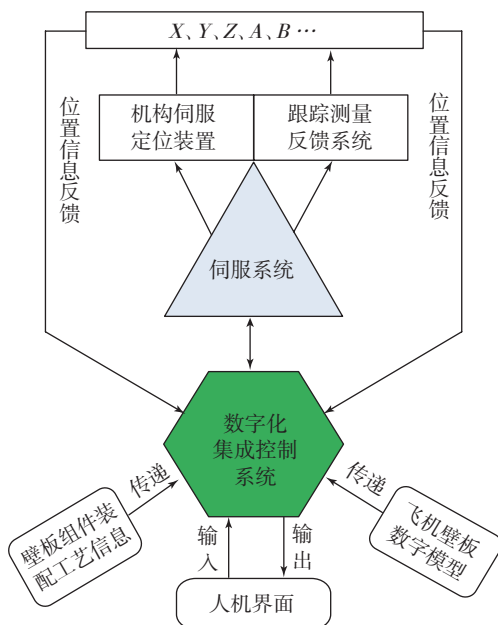 X、Y、Z、A、B…
位置信息反馈
机构伺服
定位装置
跟踪测量
反馈系统
位置信息反馈
伺服系统
数字化
集成控制
系统
传递
传递
壁板组件装
配工艺信息
输入
输出
飞机壁板
数字模型
人机界面